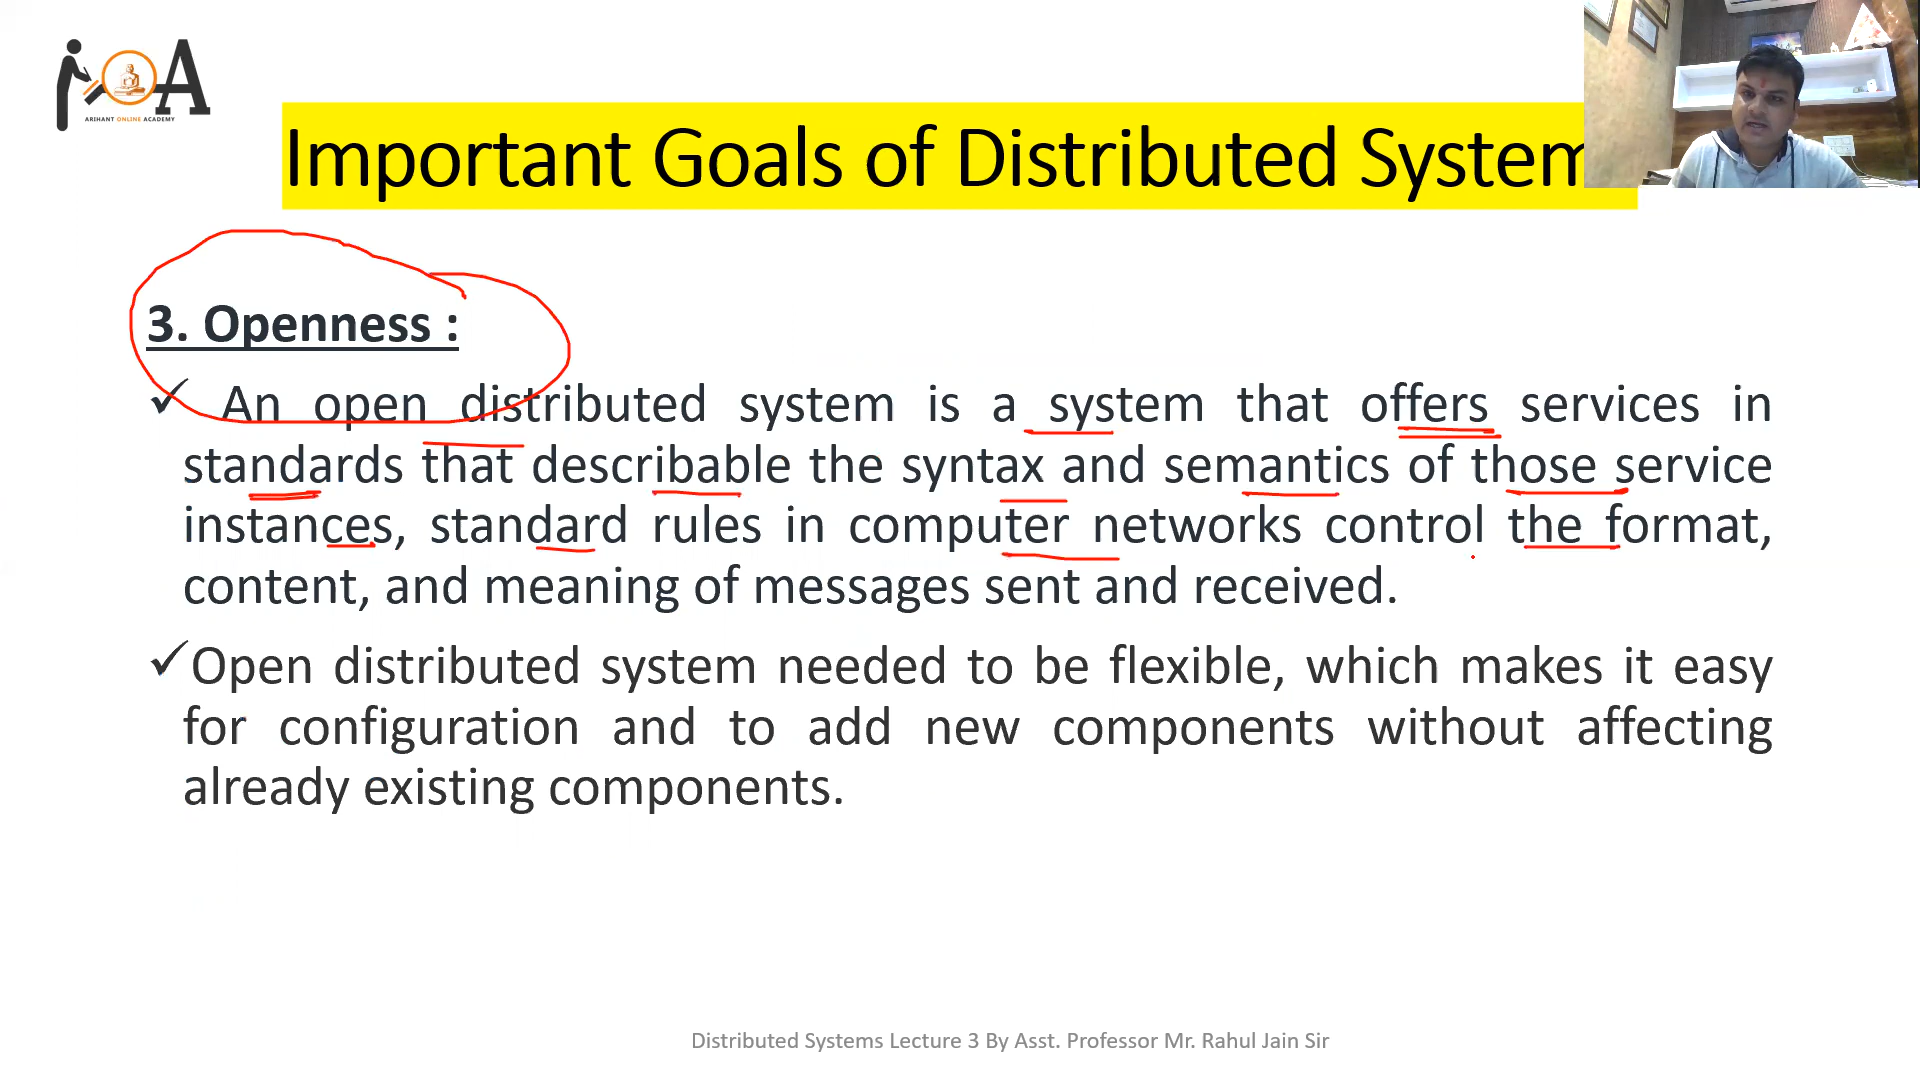 ARIHANT ONLINE ACADEMY
Important Goals of Distributed System
3. Openness :
✓ An open distributed system is a system that offers services in
standards that describable the syntax and semantics of those service
instances, standard rules in computer networks control the format,
content, and meaning of messages sent and received.
✓Open distributed system needed to be flexible, which makes it easy
for configuration and to add new components without affecting
already existing components.
Distributed Systems Lecture 3 By Asst. Professor Mr. Rahul Jain Sir